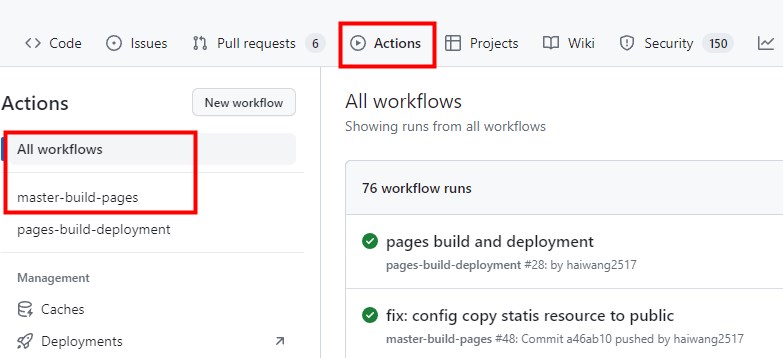 Code Issues Pull requests 6 Actions Projects Wiki Security 150
Actions New workflow
All workflows
master-build-pages
pages-build-deployment
Management
Caches
Deployments
All workflows
Showing runs from all workflows
76 workflow runs
pages build and deployment
pages-build-deployment #28: by haiwang2517
fix: config copy statis resource to public
master-build-pages #48: Commit a46ab10 pushed by haiwang2517